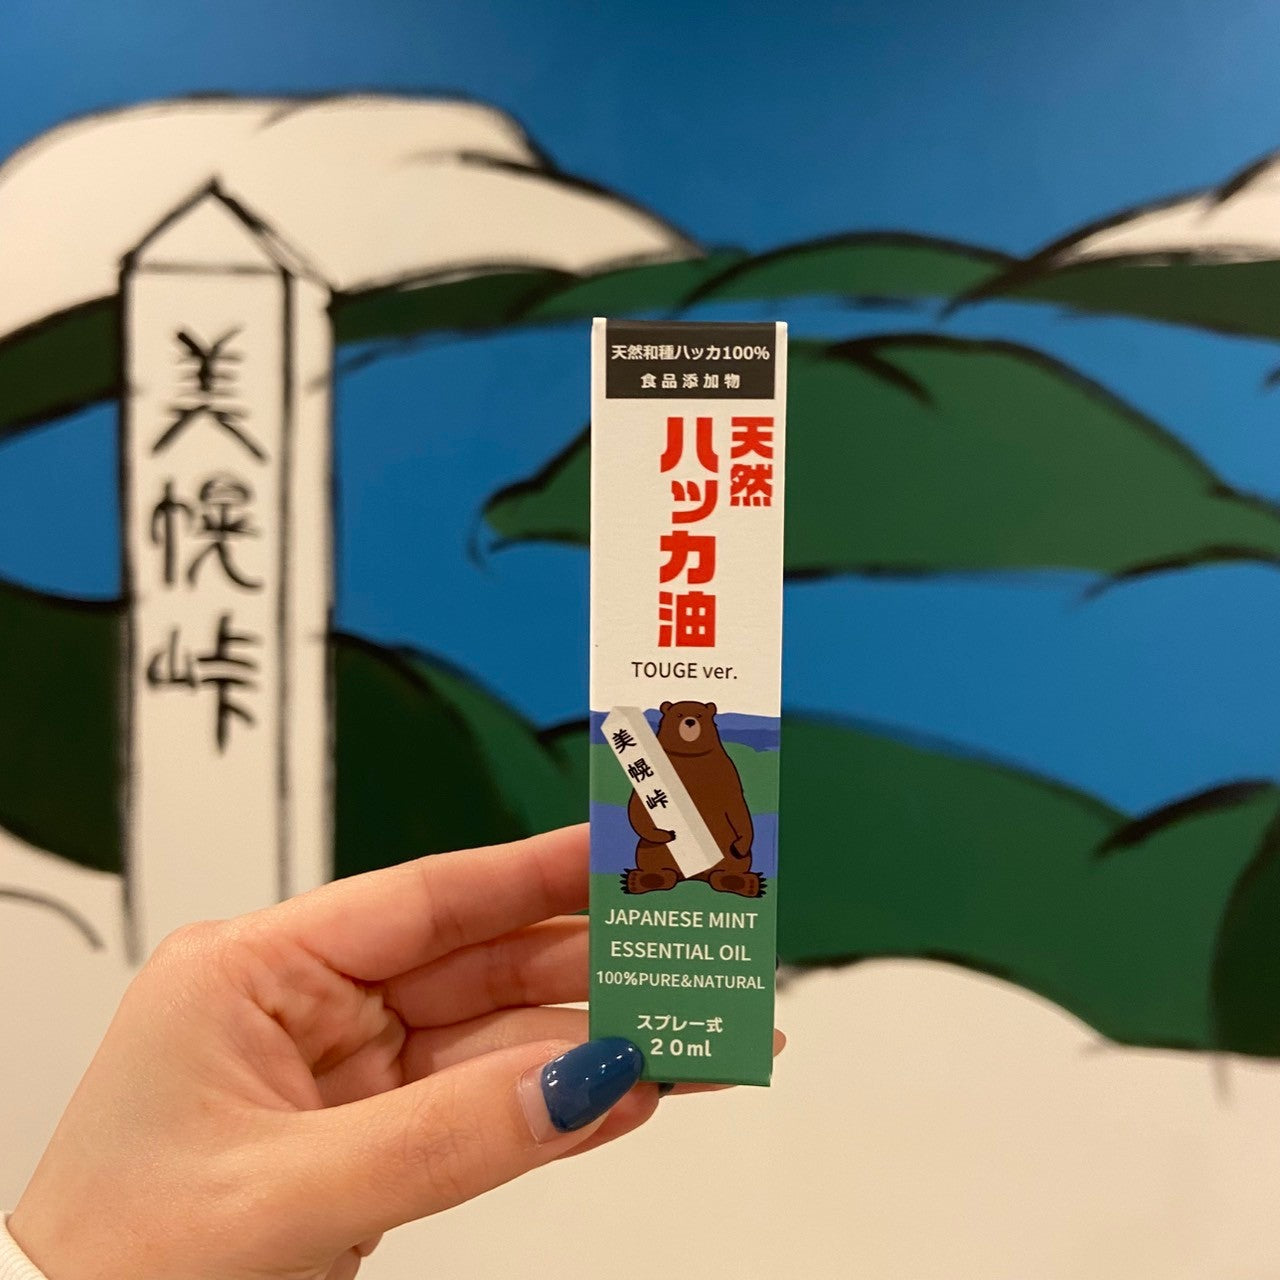 美幌峠
天然和種ハッカ100%
食品添加物
天然
ハッカ油
TOUGE ver.
美幌峠
JAPANESE MINT
ESSENTIAL OIL
100%PURE&NATURAL
スプレー式
20ml